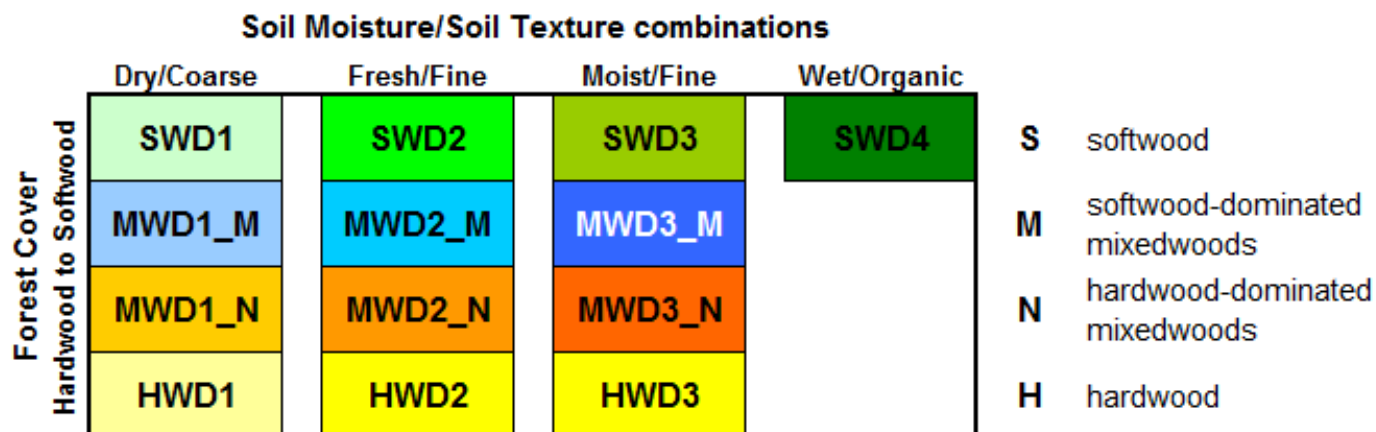 Soil Moisture/Soil Texture combinations
Dry/Coarse Fresh/Fine Moist/Fine Wet/Organic
Forest Cover
Hardwood to Softwood
SWD1 SWD2 SWD3 SWD4 S softwood
MWD1_M MWD2_M MWD3_M M softwood-dominated
mixedwoods
MWD1_N MWD2_N MWD3_N N hardwood-dominated
mixedwoods
HWD1 HWD2 HWD3 H hardwood